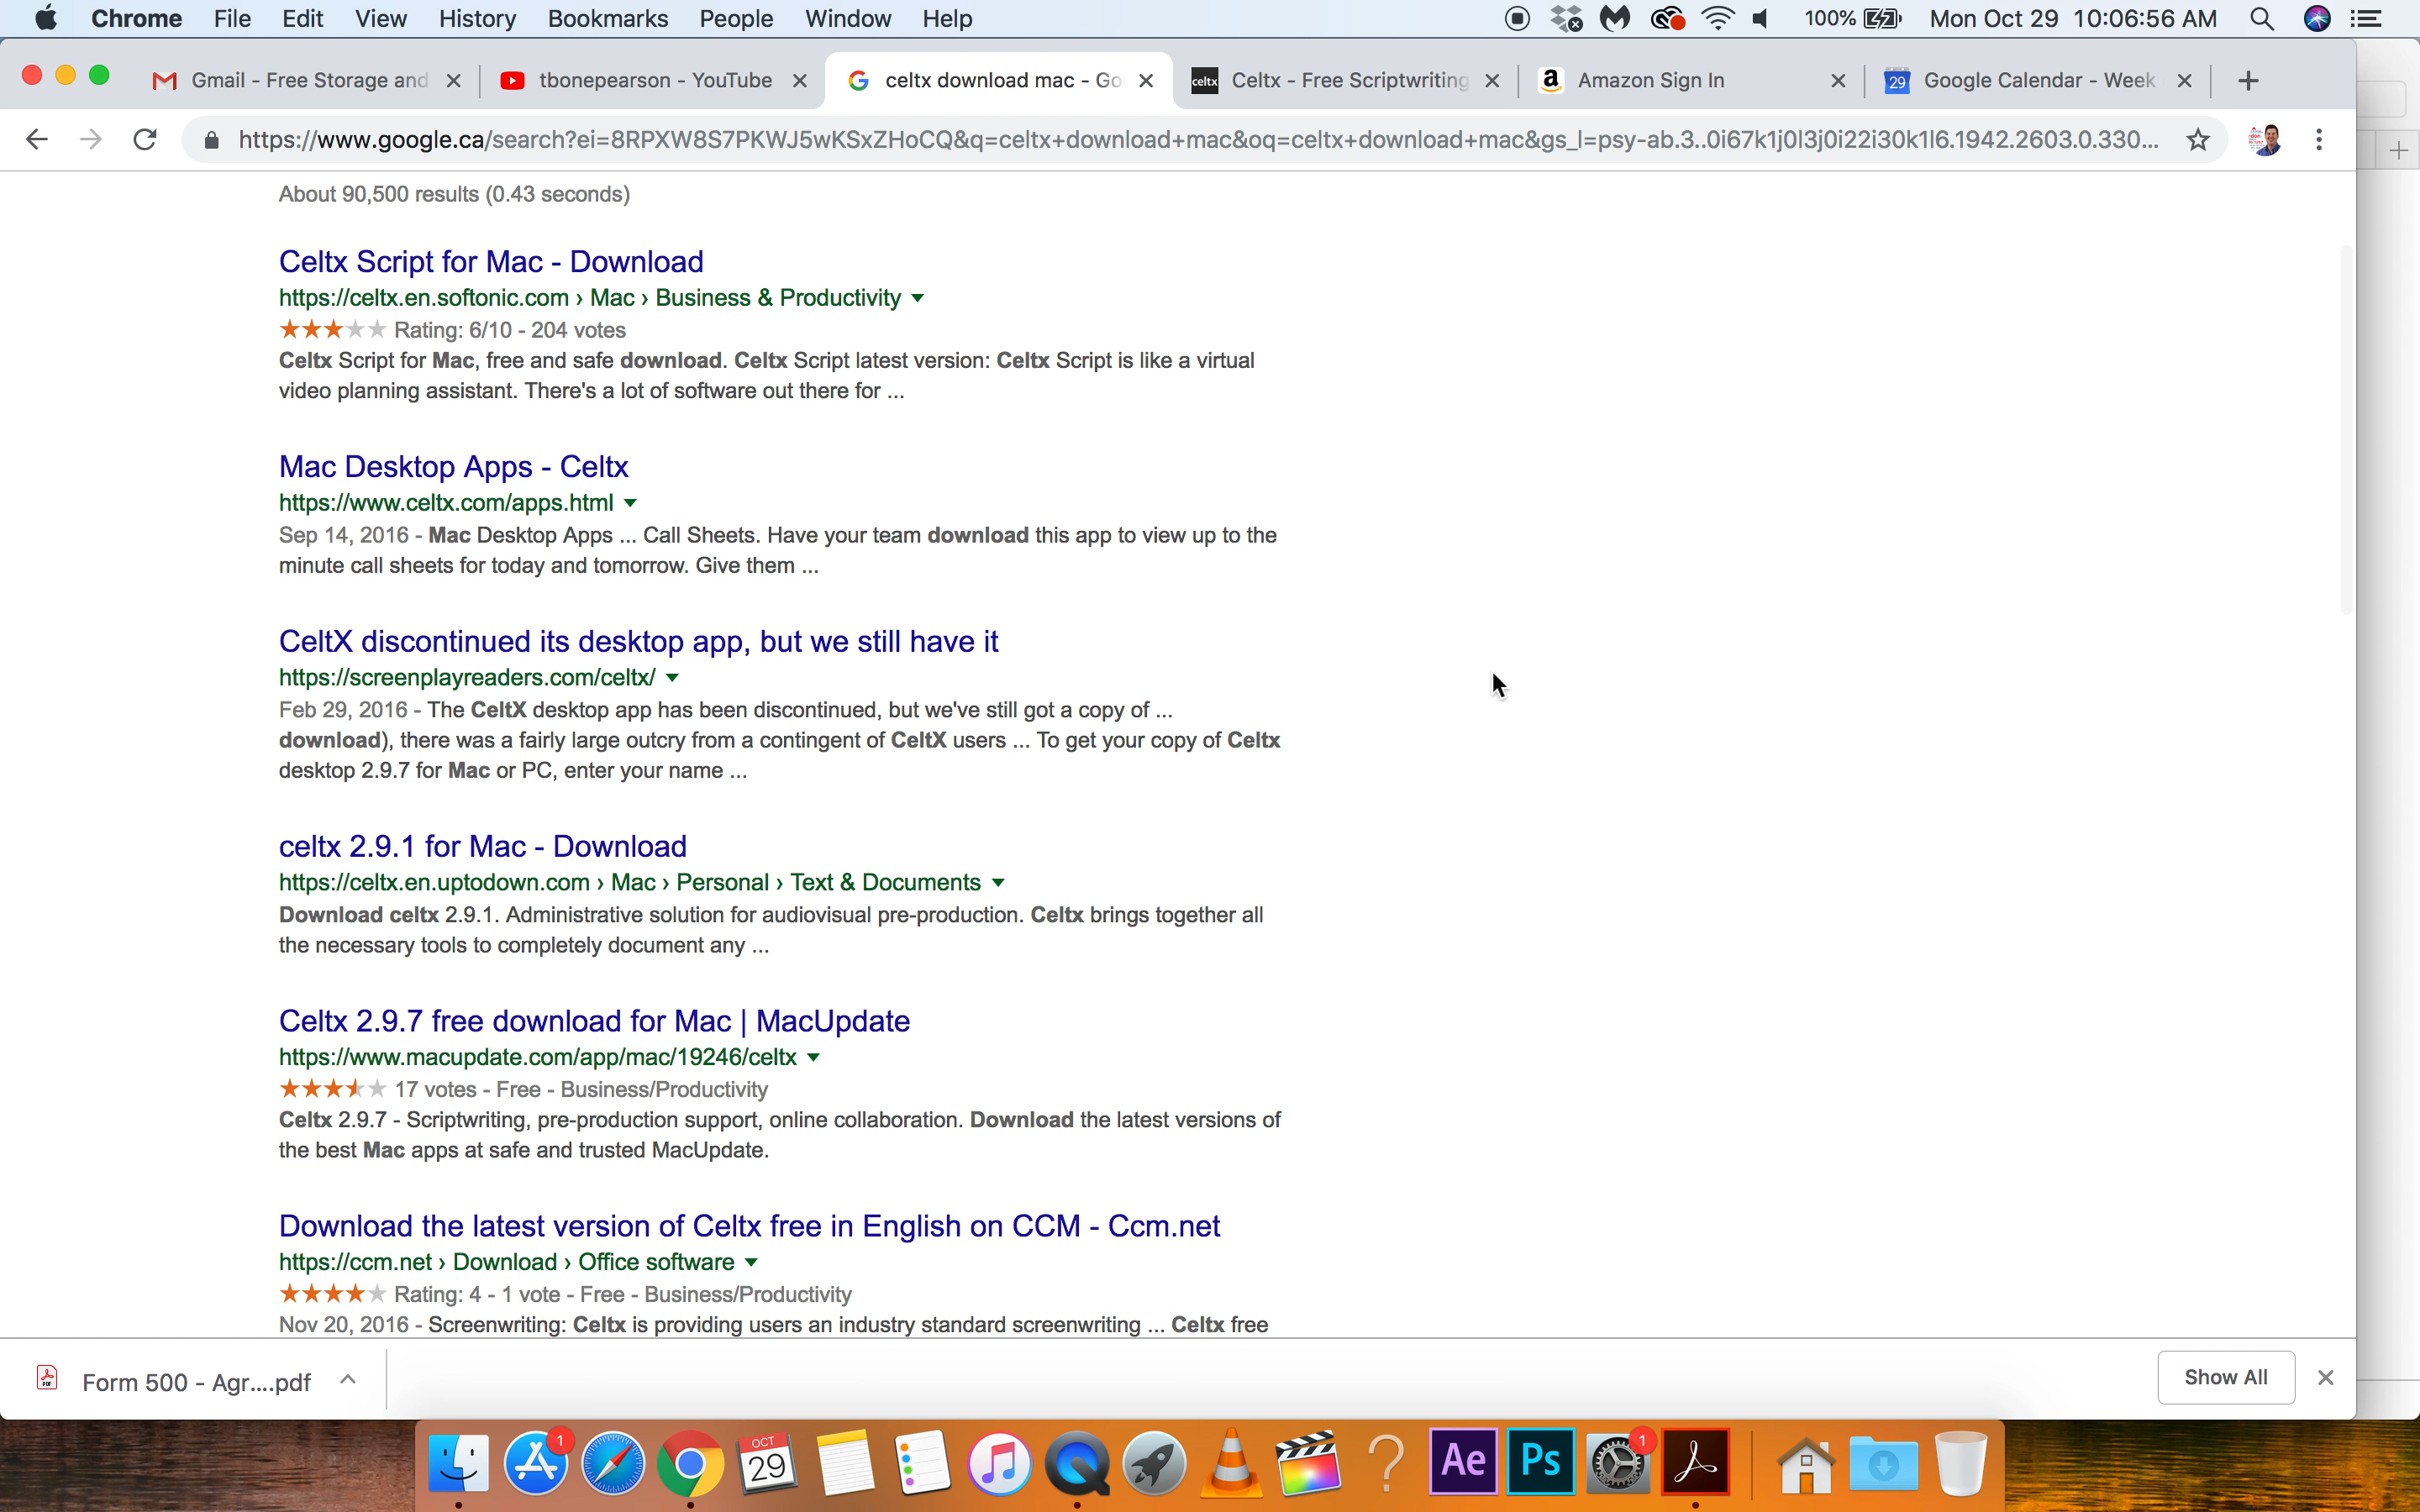 Chrome File Edit View History Bookmarks People Window Help 100% Mon Oct 29 10:06:56 AM
Gmail - Free Storage and tbonepearson - YouTube celtx download mac - Go celtx Celtx - Free Scriptwriting Amazon Sign In 29 Google Calendar - Week
https://www.google.ca/search?ei=8RPXW8S7PKWJ5wKSxZHoCQ&q=celtx+download+mac&oq=celtx+download+mac&gs_l=psy-ab.3..0i67k1j0l3j0i22i30k1l6.1942.2603.0.330...
About 90,500 results (0.43 seconds)
Celtx Script for Mac - Download
https://celtx.en.softonic.com › Mac › Business & Productivity
Rating: 6/10 - 204 votes
Celtx Script for Mac, free and safe download. Celtx Script latest version: Celtx Script is like a virtual
video planning assistant. There's a lot of software out there for ...
Mac Desktop Apps - Celtx
https://www.celtx.com/apps.html
Sep 14, 2016 - Mac Desktop Apps ... Call Sheets. Have your team download this app to view up to the
minute call sheets for today and tomorrow. Give them ...
CeltX discontinued its desktop app, but we still have it
https://screenplayreaders.com/celtx/
Feb 29, 2016 - The CeltX desktop app has been discontinued, but we've still got a copy of ...
download), there was a fairly large outcry from a contingent of CeltX users ... To get your copy of Celtx
desktop 2.9.7 for Mac or PC, enter your name ...
celtx 2.9.1 for Mac - Download
https://celtx.en.uptodown.com › Mac › Personal › Text & Documents
Download celtx 2.9.1. Administrative solution for audiovisual pre-production. Celtx brings together all
the necessary tools to completely document any ...
Celtx 2.9.7 free download for Mac | MacUpdate
https://www.macupdate.com/app/mac/19246/celtx
17 votes - Free - Business/Productivity
Celtx 2.9.7 - Scriptwriting, pre-production support, online collaboration. Download the latest versions of
the best Mac apps at safe and trusted MacUpdate.
Download the latest version of Celtx free in English on CCM - Ccm.net
https://ccm.net › Download › Office software
Rating: 4 - 1 vote - Free - Business/Productivity
Nov 20, 2016 - Screenwriting: Celtx is providing users an industry standard screenwriting ... Celtx free
Form 500 - Agr....pdf Show All
1 OCT 29 ? Ae Ps 1